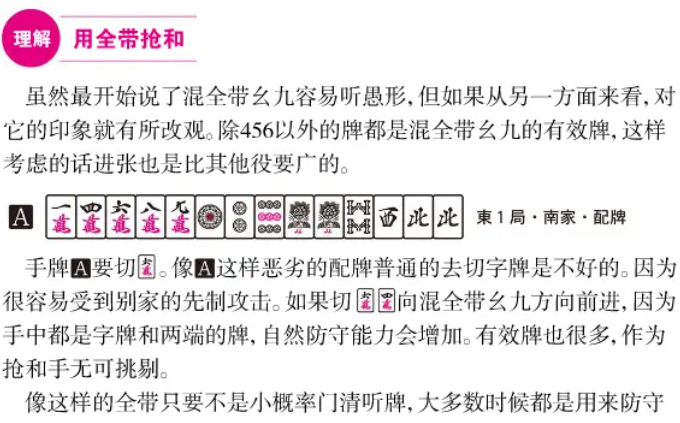 理解 用全带抢和
虽然最开始说了混全带幺九容易听愚形，但如果从另一方面来看，对
它的印象就有所改观。除456以外的牌都是混全带幺九的有效牌，这样
考虑的话进张也是比其他役要广的。
A 一萬 四萬 六萬 八萬 九萬 西 北 北 東1局·南家·配牌
手牌A要切六萬。像A这样恶劣的配牌普通的去切字牌是不好的。因为
很容易受到别家的先制攻击。如果切六萬四萬向混全带幺九方向前进，因为
手中都是字牌和两端的牌，自然防守能力会增加。有效牌也很多，作为
抢和手无可挑剔。
像这样的全带只要不是小概率门清听牌，大多数时候都是用来防守